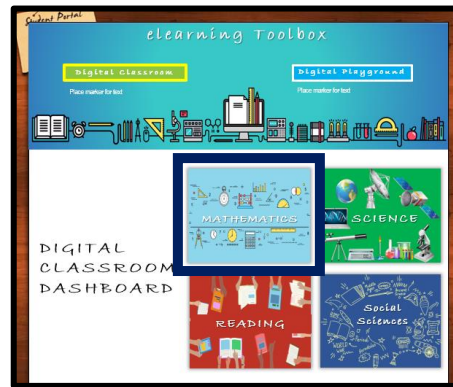 Student Portal
elearning Toolbox
Digital Classroom
Digital Playground
Place marker for text
Place marker for text
DIGITAL
CLASSROOM
DASHBOARD
MATHEMATICS
SCIENCE
READING
Social
Sciences